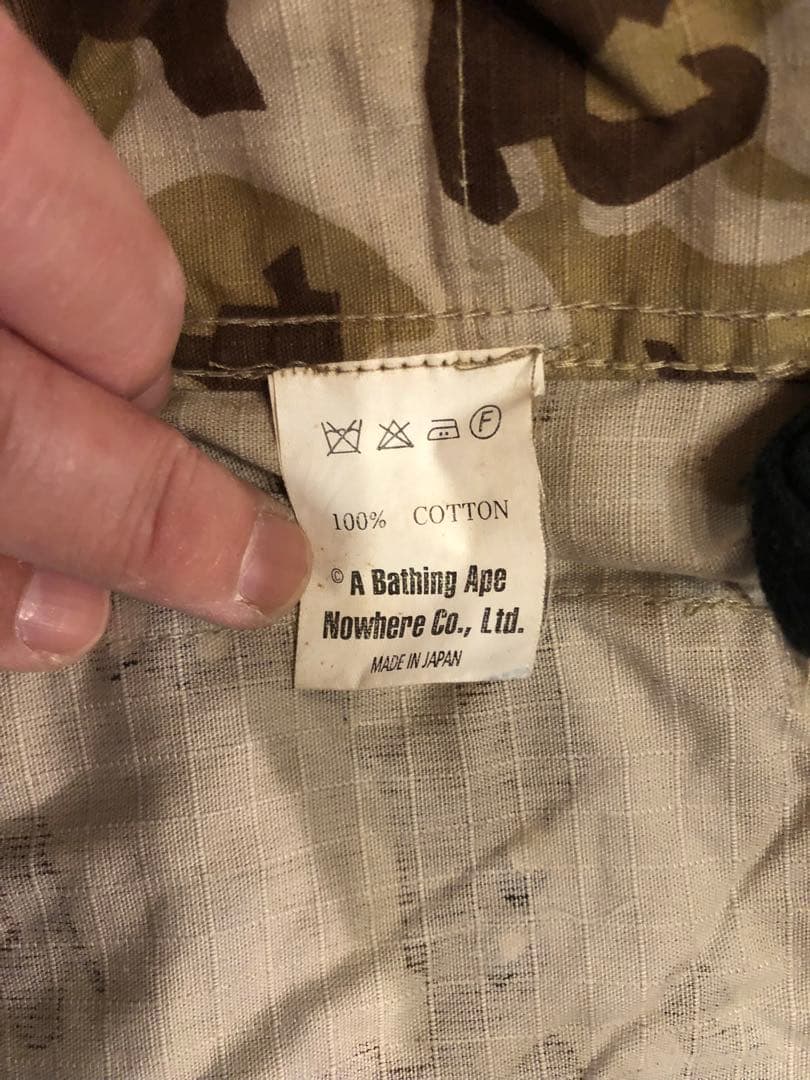 F
100% COTTON
© A Bathing Ape
Nowhere Co., Ltd.
MADE IN JAPAN